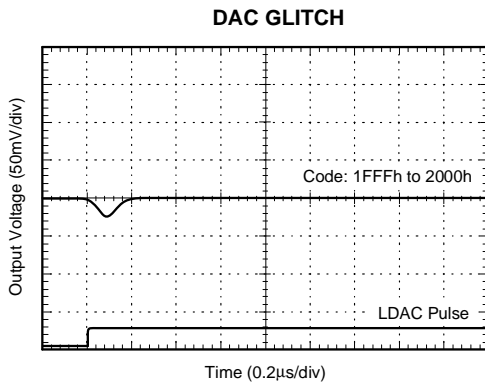 DAC GLITCH
Output Voltage (50mV/div)
Code: 1FFFh to 2000h
LDAC Pulse
Time (0.2μs/div)